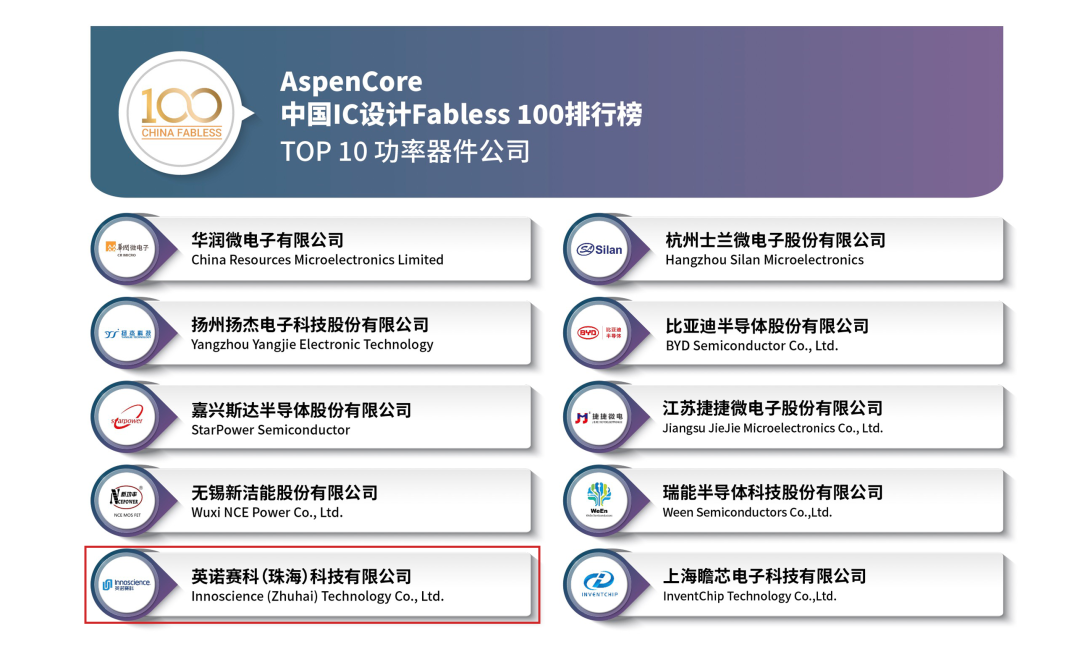 100
CHINA FABLESS
AspenCore
中国IC设计Fabless 100排行榜
TOP 10 功率器件公司
华润微电子
CR MICRO
华润微电子有限公司
China Resources Microelectronics Limited
Silan
杭州士兰微电子股份有限公司
Hangzhou Silan Microelectronics
扬州扬杰电子科技股份有限公司
Yangzhou Yangjie Electronic Technology
BYD
比亚迪
半导体
比亚迪半导体股份有限公司
BYD Semiconductor Co., Ltd.
starpower
嘉兴斯达半导体股份有限公司
StarPower Semiconductor
捷捷微电
江苏捷捷微电子股份有限公司
Jiangsu JieJie Microelectronics Co., Ltd.
新功率
NCEPOWER
®
NCE MOS FET
无锡新洁能股份有限公司
Wuxi NCE Power Co., Ltd.
WeEn
瑞能半导体科技股份有限公司
Ween Semiconductors Co.,Ltd.
Innoscience
英诺赛科
英诺赛科（珠海）科技有限公司
Innoscience (Zhuhai) Technology Co., Ltd.
INVENTCHIP
上海瞻芯电子科技有限公司
InventChip Technology Co.,Ltd.